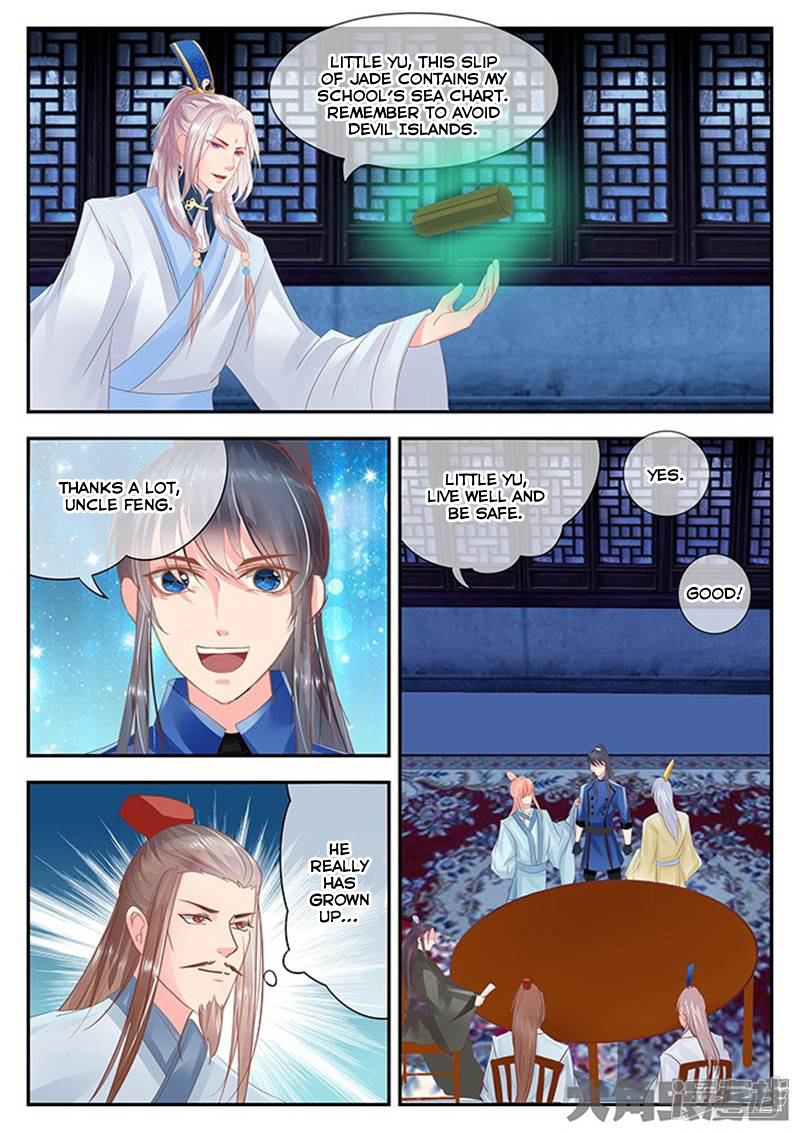 LITTLE YU, THIS SLIP
OF JADE CONTAINS MY
SCHOOL'S SEA CHART.
REMEMBER TO AVOID
DEVIL ISLANDS.
THANKS A LOT,
UNCLE FENG.
LITTLE YU,
LIVE WELL AND
BE SAFE.
YES.
GOOD!
HE
REALLY
HAS
GROWN
UP...